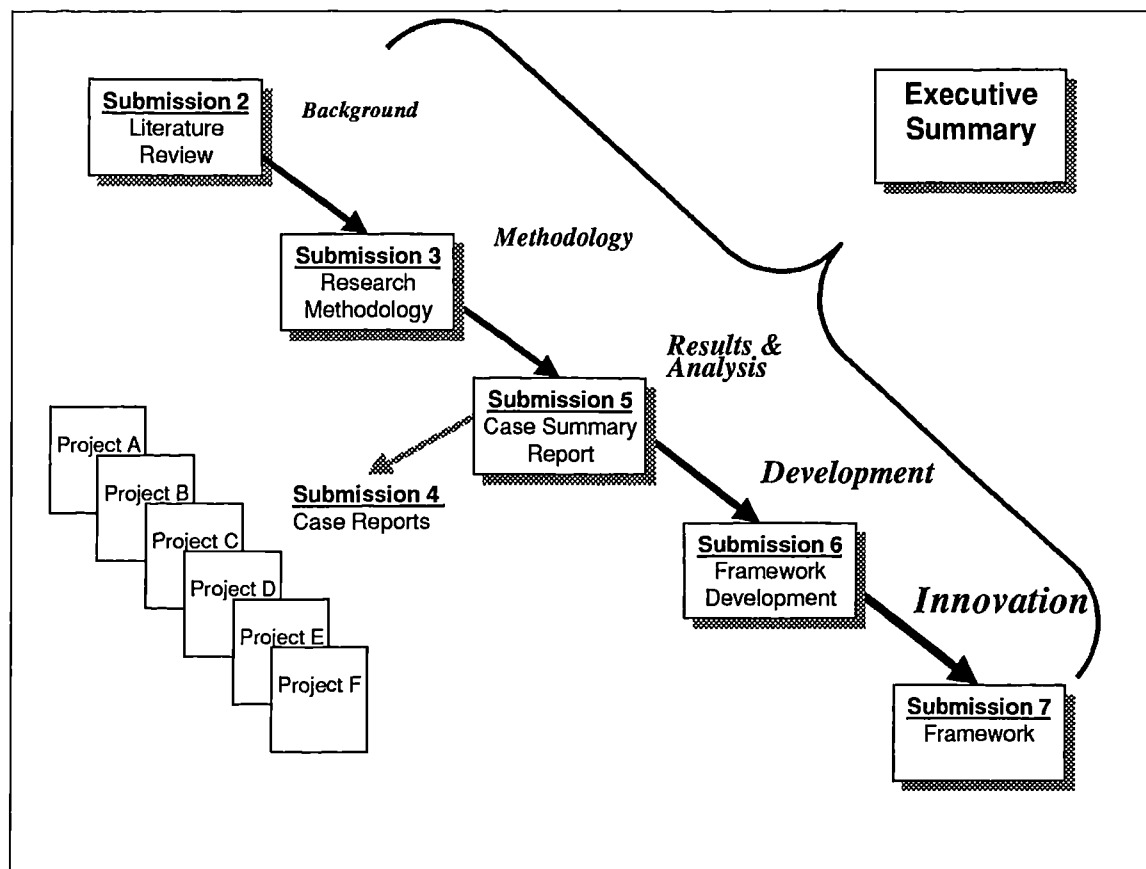 Submission 2
Literature
Review
Background
Executive
Summary
Submission 3
Research
Methodology
Methodology
Submission 5
Case Summary
Report
Results &
Analysis
Submission 4
Case Reports
Project A
Project B
Project C
Project D
Project E
Project F
Submission 6
Framework
Development
Development
Submission 7
Framework
Innovation